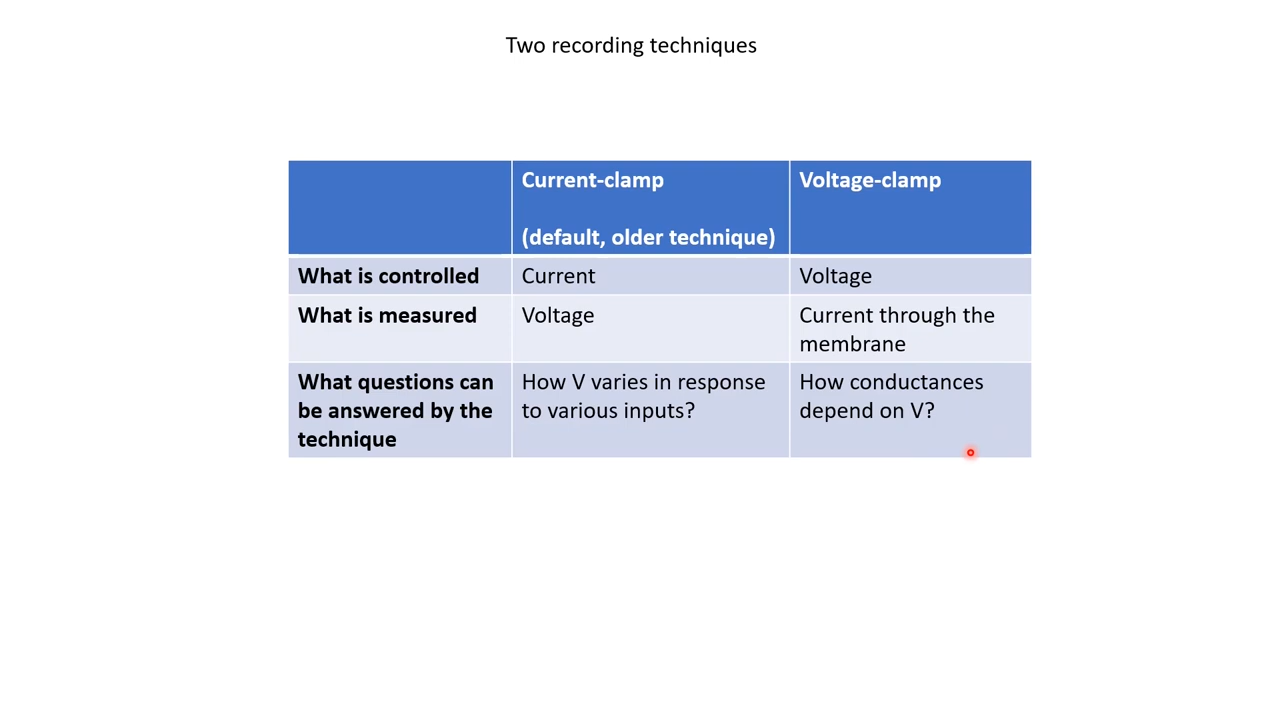 Two recording techniques
Current-clamp
Voltage-clamp
(default, older technique)
What is controlled
Current
Voltage
What is measured
Voltage
Current through the
membrane
What questions can
be answered by the
technique
How V varies in response
to various inputs?
How conductances
depend on V?